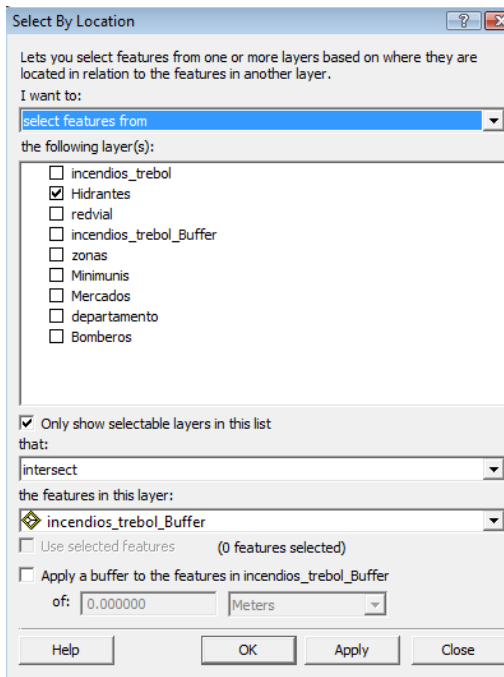 Select By Location
Lets you select features from one or more layers based on where they are
located in relation to the features in another layer.
I want to:
select features from
the following layer(s):
incendios_trebol
Hidrantes
redvial
incendios_trebol_Buffer
zonas
Minimunis
Mercados
departamento
Bomberos
Only show selectable layers in this list
that:
intersect
the features in this layer:
incendios_trebol_Buffer
Use selected features (0 features selected)
Apply a buffer to the features in incendios_trebol_Buffer
of: 0.000000 Meters
Help OK Apply Close